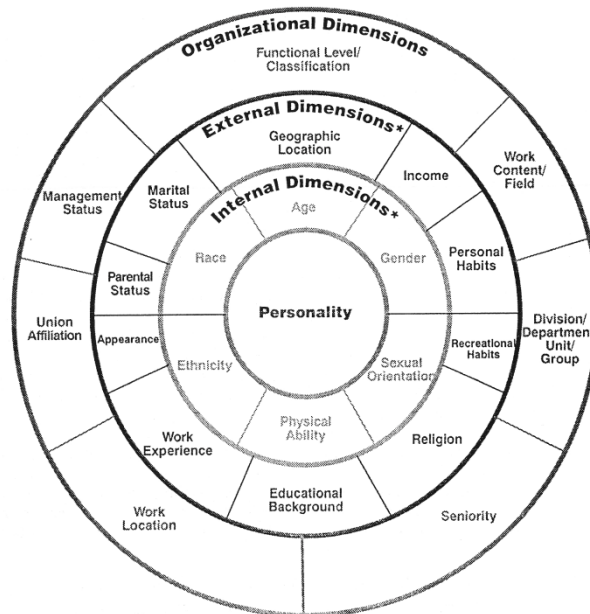 Organizational Dimensions
Functional Level/
Classification
External Dimensions*
Geographic
Location
Income
Work
Content/
Field
Management
Status
Marital
Status
Internal Dimensions*
Age
Race
Gender
Personal
Habits
Parental
Status
Personality
Union
Affiliation
Division/
Department
Unit/
Group
Appearance
Recreational
Habits
Ethnicity
Sexual
Orientation
Physical
Ability
Work
Experience
Religion
Educational
Background
Work
Location
Seniority